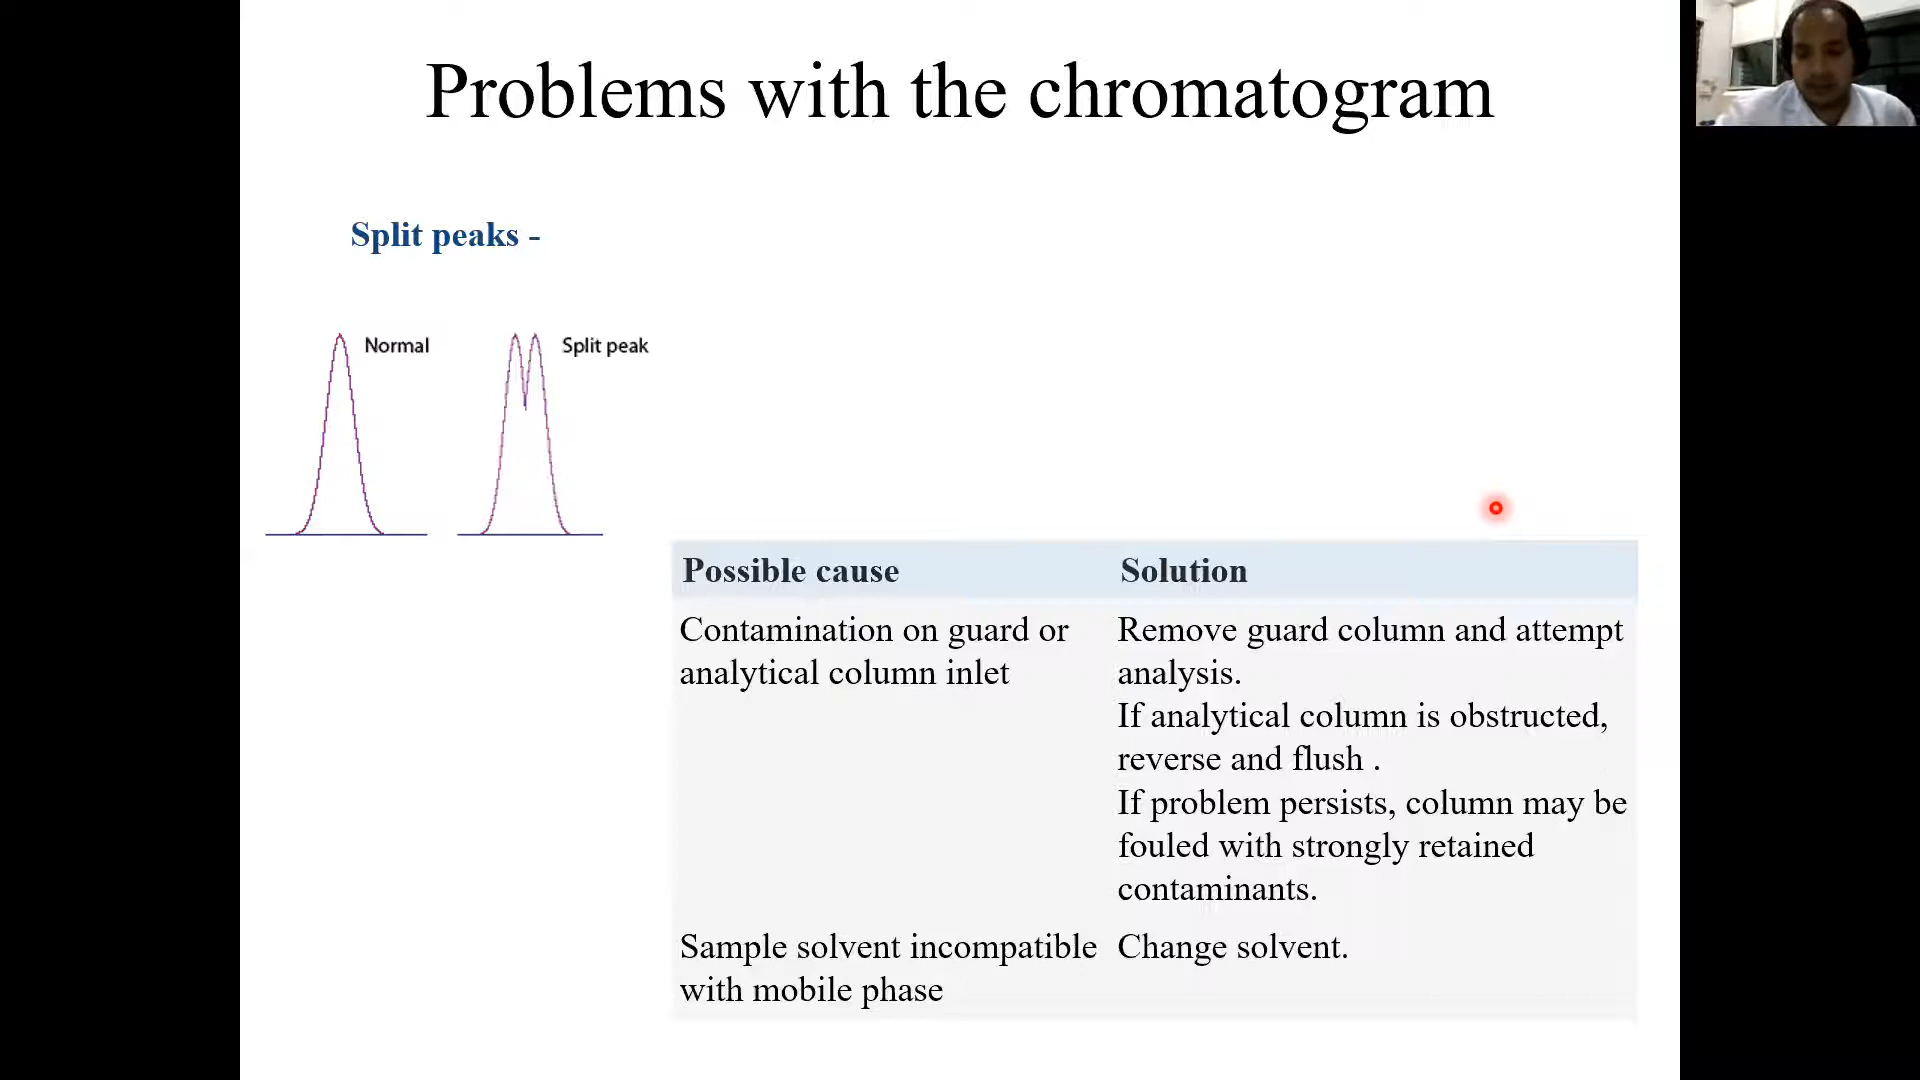 Problems with the chromatogram
Split peaks -
Normal
Split peak
Possible cause
Solution
Contamination on guard or
analytical column inlet
Remove guard column and attempt
analysis.
If analytical column is obstructed,
reverse and flush .
If problem persists, column may be
fouled with strongly retained
contaminants.
Sample solvent incompatible
with mobile phase
Change solvent.